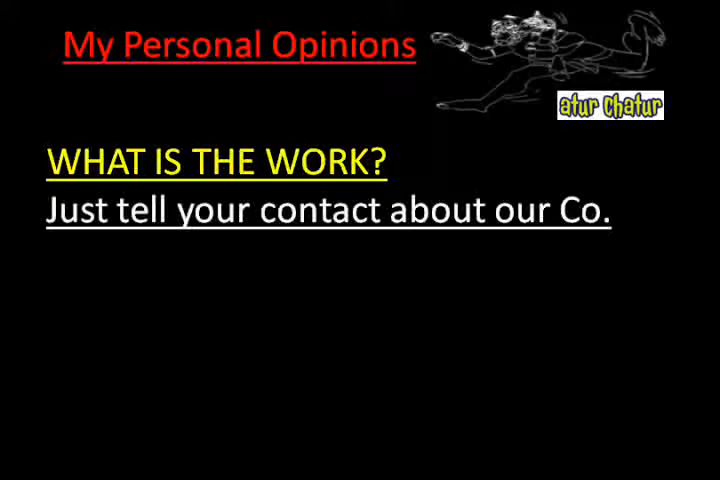 My Personal Opinions
atur Chatur
WHAT IS THE WORK?
Just tell your contact about our Co.